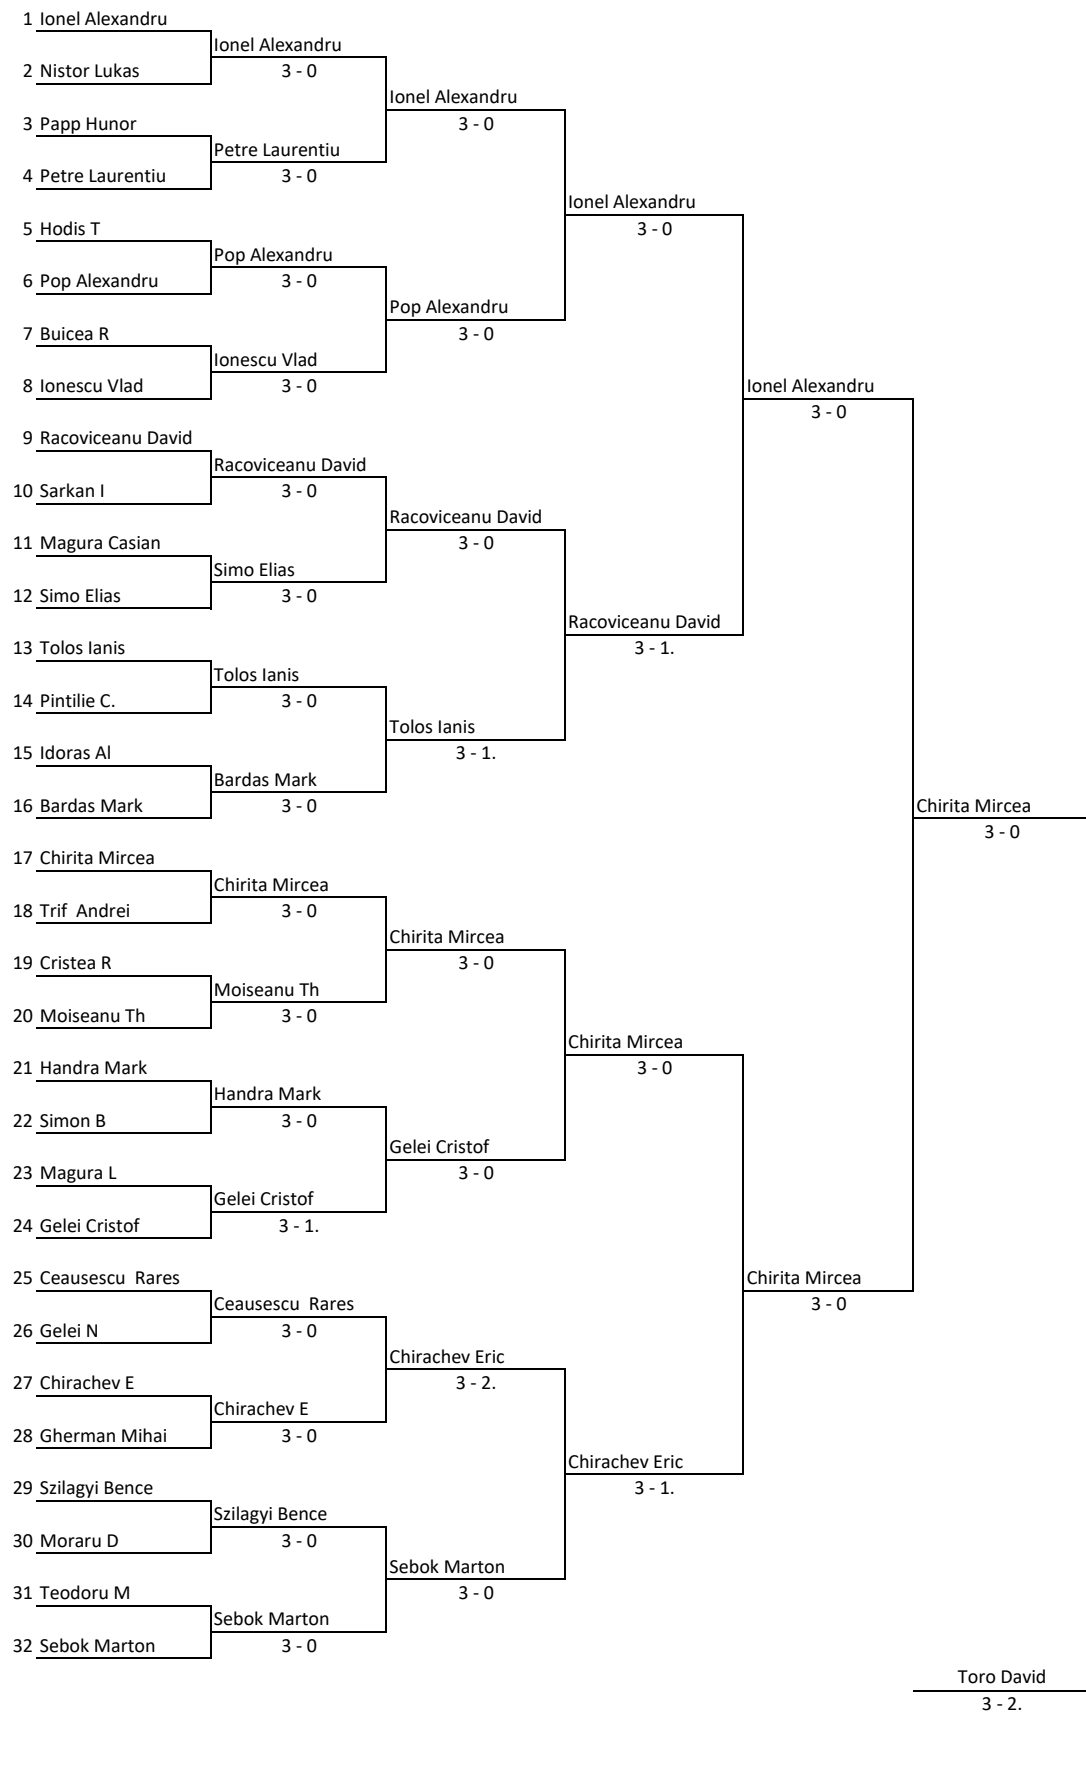 1 Ionel Alexandru
Ionel Alexandru
2 Nistor Lukas
3 - 0
Ionel Alexandru
3 Papp Hunor
3 - 0
Petre Laurentiu
4 Petre Laurentiu
3 - 0
Ionel Alexandru
5 Hodis T
3 - 0
Pop Alexandru
6 Pop Alexandru
3 - 0
Pop Alexandru
7 Buicea R
3 - 0
Ionescu Vlad
8 Ionescu Vlad
3 - 0
Ionel Alexandru
3 - 0
9 Racoviceanu David
Racoviceanu David
10 Sarkan I
3 - 0
Racoviceanu David
11 Magura Casian
3 - 0
Simo Elias
12 Simo Elias
3 - 0
Racoviceanu David
13 Tolos Ianis
3 - 1.
Tolos Ianis
14 Pintilie C.
3 - 0
Tolos Ianis
15 Idoras Al
3 - 1.
Bardas Mark
16 Bardas Mark
3 - 0
Chirita Mircea
3 - 0
17 Chirita Mircea
Chirita Mircea
18 Trif  Andrei
3 - 0
Chirita Mircea
19 Cristea R
3 - 0
Moiseanu Th
20 Moiseanu Th
3 - 0
Chirita Mircea
21 Handra Mark
3 - 0
Handra Mark
22 Simon B
3 - 0
Gelei Cristof
23 Magura L
3 - 0
Gelei Cristof
24 Gelei Cristof
3 - 1.
25 Ceausescu  Rares
Chirita Mircea
3 - 0
Ceausescu  Rares
26 Gelei N
3 - 0
Chirachev Eric
27 Chirachev E
3 - 2.
Chirachev E
28 Gherman Mihai
3 - 0
Chirachev Eric
29 Szilagyi Bence
3 - 1.
Szilagyi Bence
30 Moraru D
3 - 0
Sebok Marton
31 Teodoru M
3 - 0
Sebok Marton
32 Sebok Marton
3 - 0
Toro David
3 - 2.